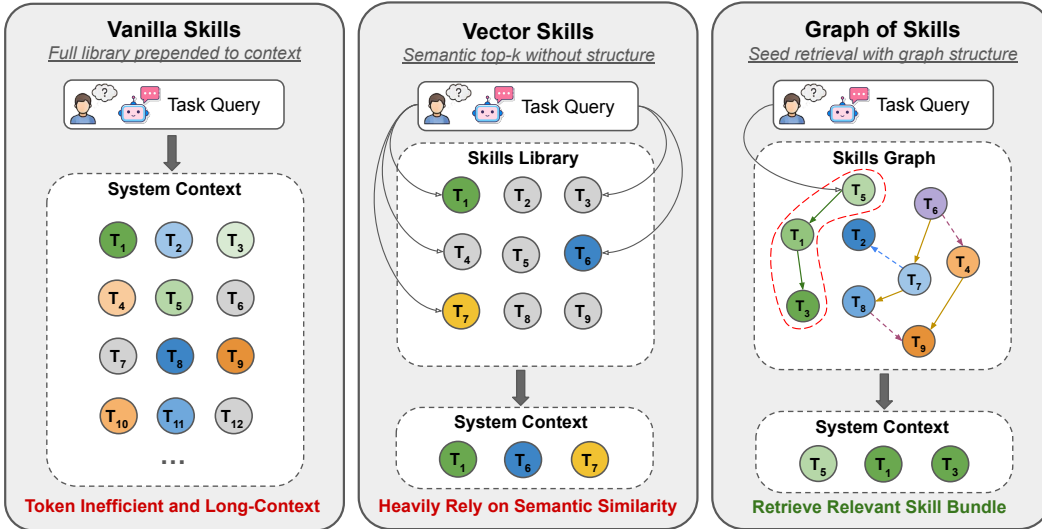 Vanilla Skills
Full library prepended to context
?
Task Query
System Context
T1 T2 T3
T4 T5 T6
T7 T8 T9
T10 T11 T12
...
Token Inefficient and Long-Context
Vector Skills
Semantic top-k without structure
?
Task Query
Skills Library
T1 T2 T3
T4 T5 T6
T7 T8 T9
System Context
T1 T6 T7
Heavily Rely on Semantic Similarity
Graph of Skills
Seed retrieval with graph structure
?
Task Query
Skills Graph
T5
T6
T1 T2
T4
T7
T3 T8
T9
System Context
T5 T1 T3
Retrieve Relevant Skill Bundle